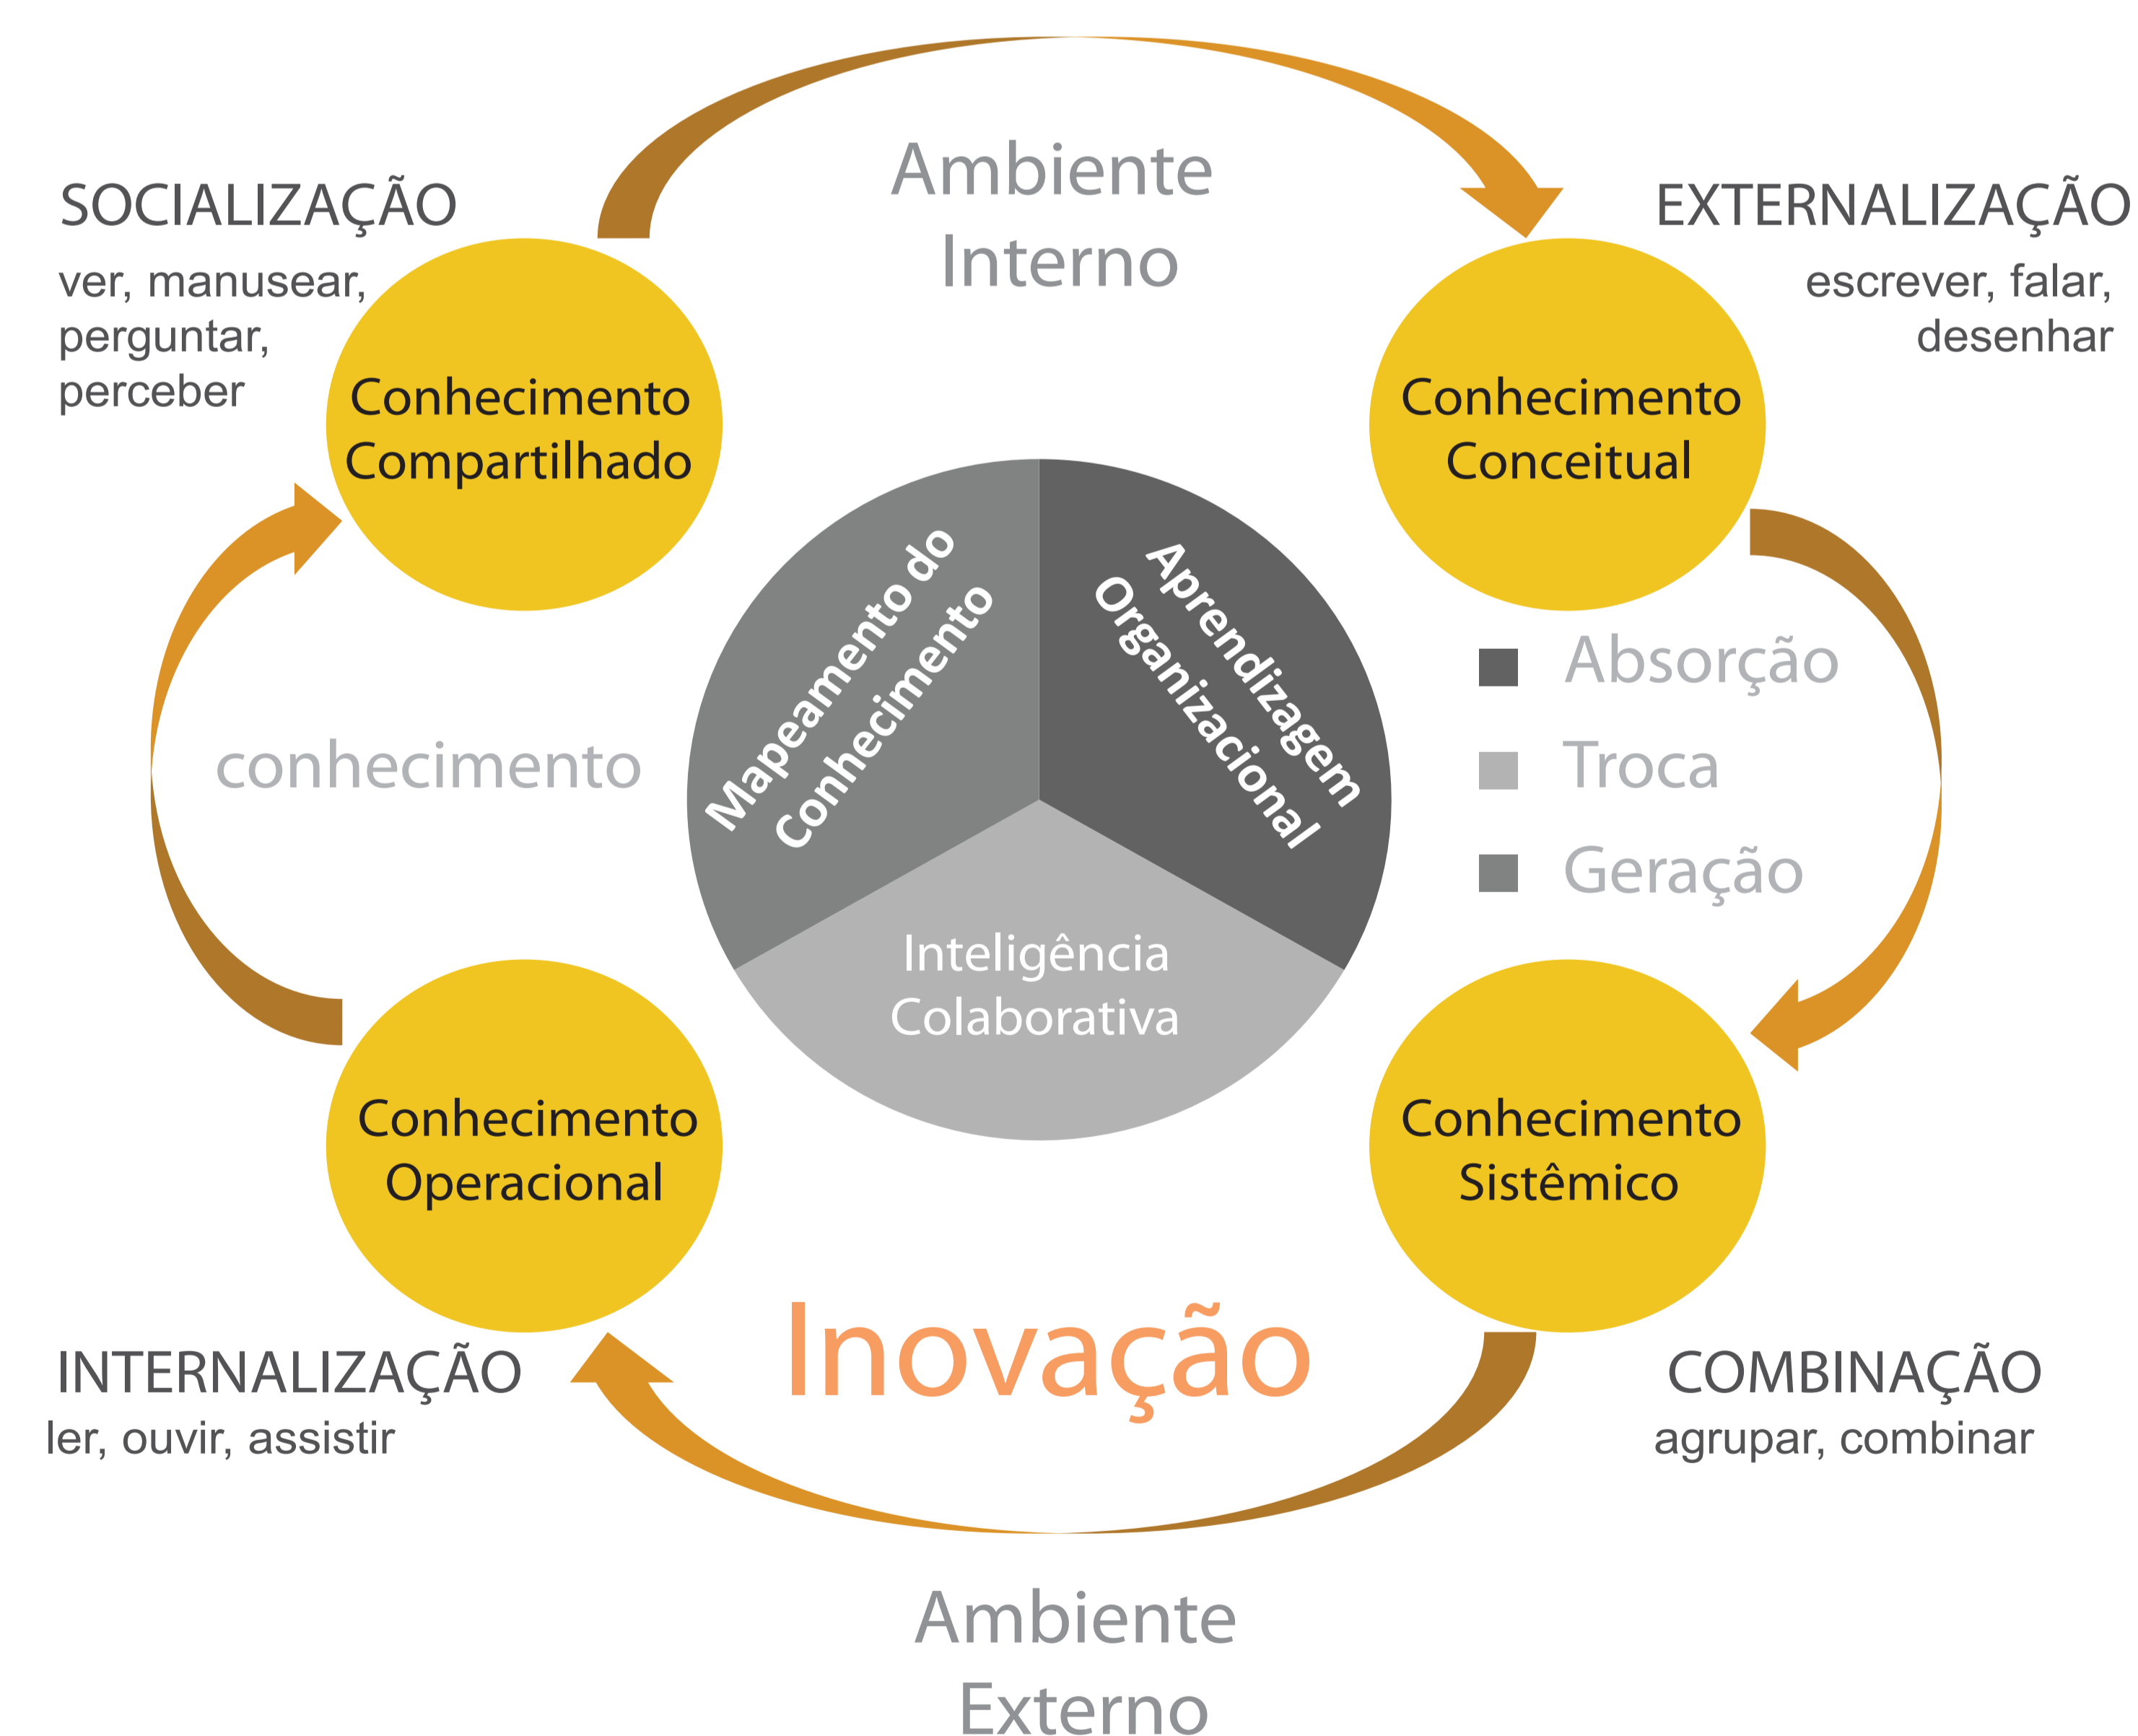 Ambiente
Interno
SOCIALIZAÇÃO
ver, manusear,
perguntar,
perceber
EXTERNALIZAÇÃO
escrever, falar,
desenhar
Conhecimento
Compartilhado
Conhecimento
Conceitual
Mapeamento do
Conhecimento
Aprendizagem
Organizacional
conhecimento
Absorção
Troca
Geração
Inteligência
Colaborativa
Conhecimento
Operacional
Conhecimento
Sistêmico
Inovação
INTERNALIZAÇÃO
ler, ouvir, assistir
COMBINÇÃO
agrupar, combinar
Ambiente
Externo